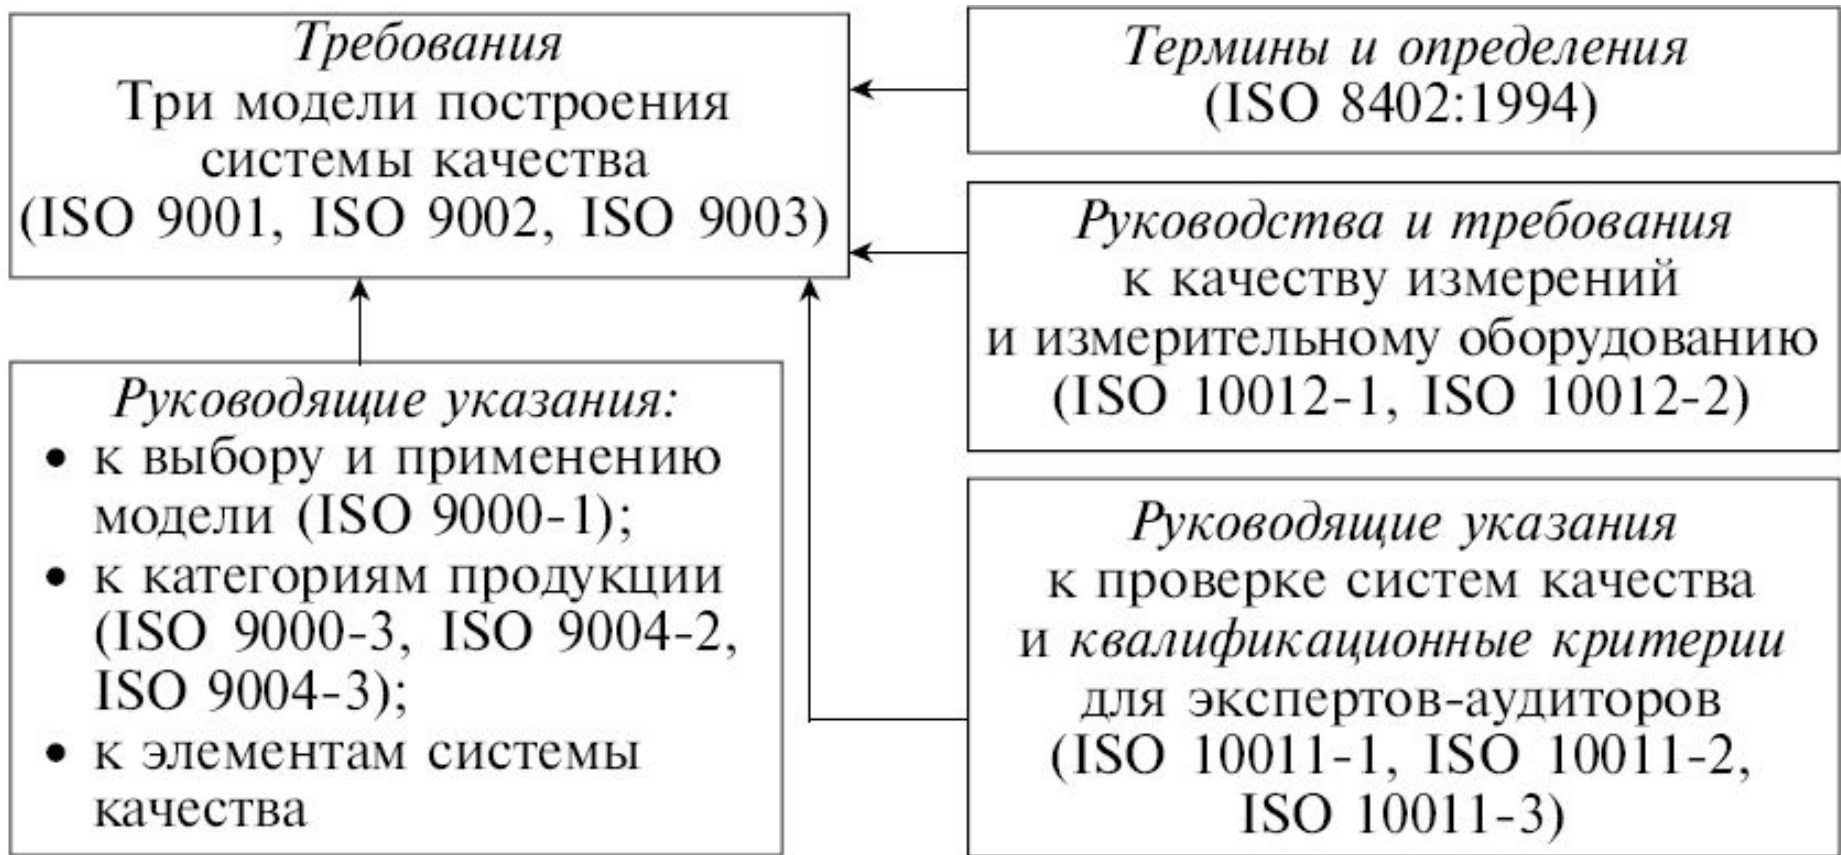 Требования
Три модели построения
системы качества
(ISO 9001, ISO 9002, ISO 9003)
Термины и определения
(ISO 8402:1994)
Руководства и требования
к качеству измерений
и измерительному оборудованию
(ISO 10012-1, ISO 10012-2)
Руководящие указания:
• к выбору и применению
модели (ISO 9000-1);
• к категориям продукции
(ISO 9000-3, ISO 9004-2,
ISO 9004-3);
• к элементам системы
качества
Руководящие указания
к проверке систем качества
и квалификационные критерии
для экспертов-аудиторов
(ISO 10011-1, ISO 10011-2,
ISO 10011-3)